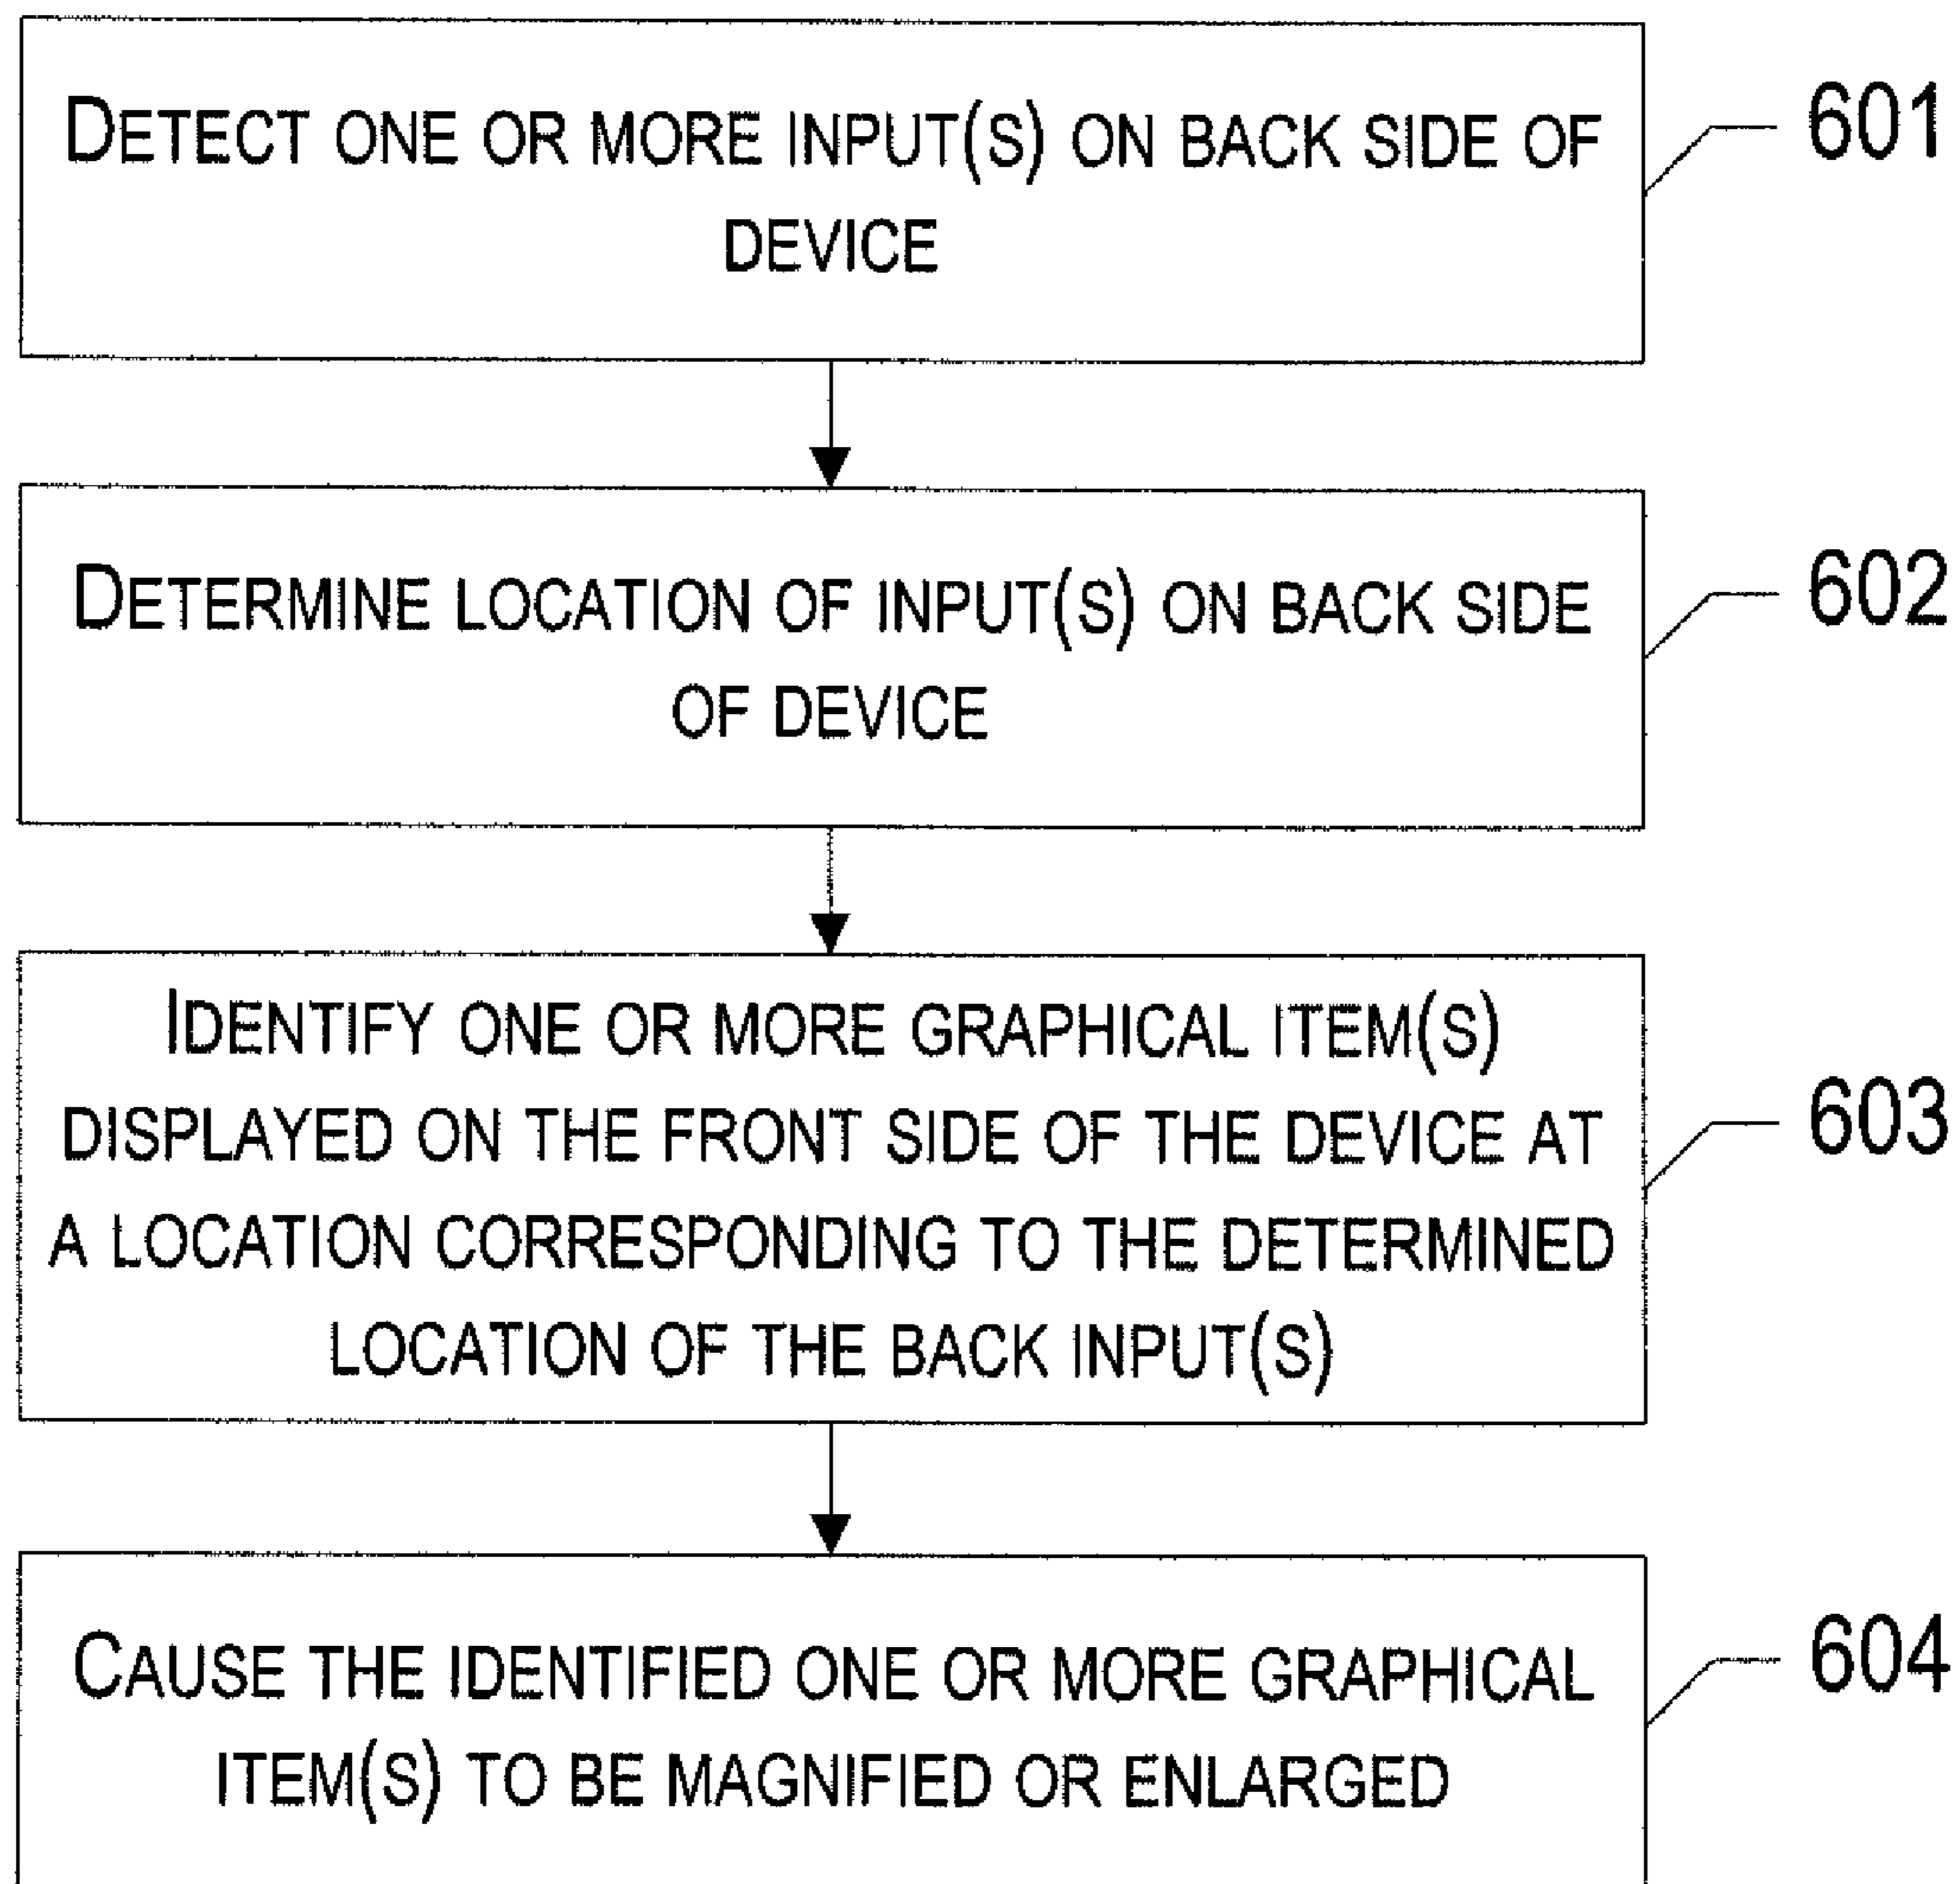 DETECT ONE OR MORE INPUT(S) ON BACK SIDE OF
DEVICE
601
DETERMINE LOCATION OF INPUT(S) ON BACK SIDE
OF DEVICE
602
IDENTIFY ONE OR MORE GRAPHICAL ITEM(S)
DISPLAYED ON THE FRONT SIDE OF THE DEVICE AT
A LOCATION CORRESPONDING TO THE DETERMINED
LOCATION OF THE BACK INPUT(S)
603
CAUSE THE IDENTIFIED ONE OR MORE GRAPHICAL
ITEM(S) TO BE MAGNIFIED OR ENLARGED
604